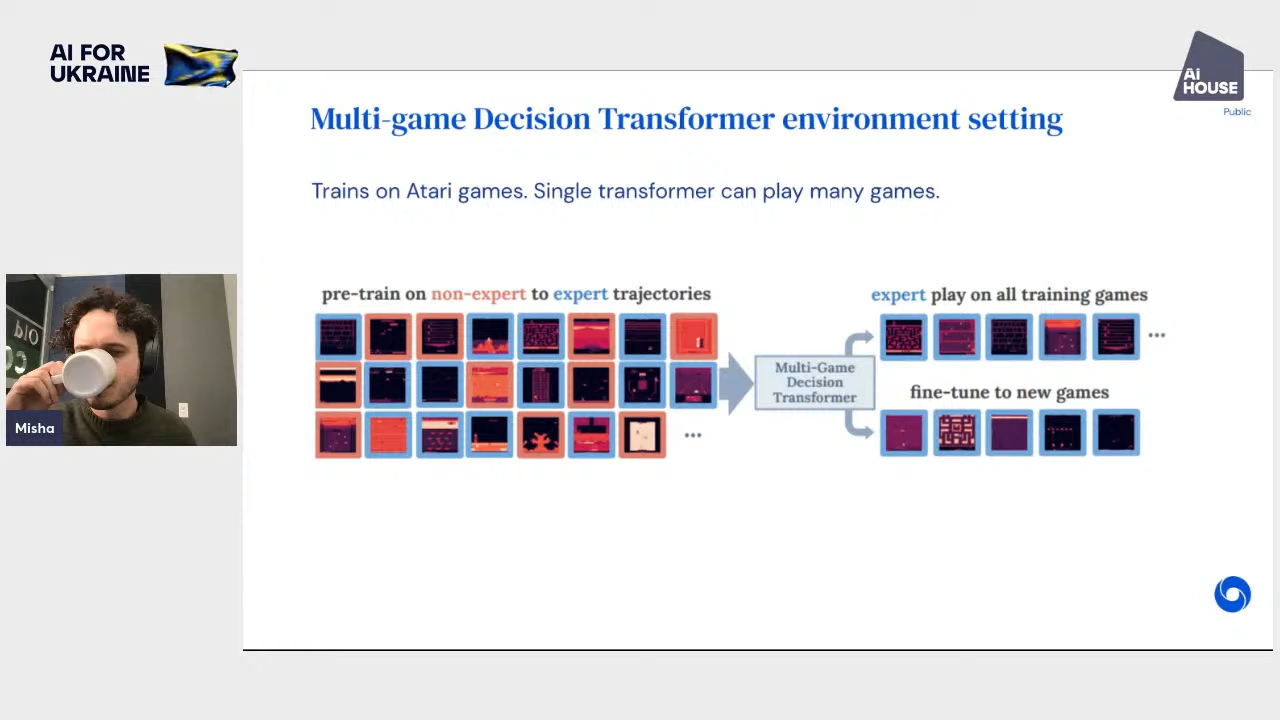 AI FOR
UKRAINE
Ai
HOUSE
Public
Multi-game Decision Transformer environment setting
Trains on Atari games. Single transformer can play many games.
pre-train on non-expert to expert trajectories
expert play on all training games
Multi-Game
Decision
Transformer
fine-tune to new games
Old
Misha